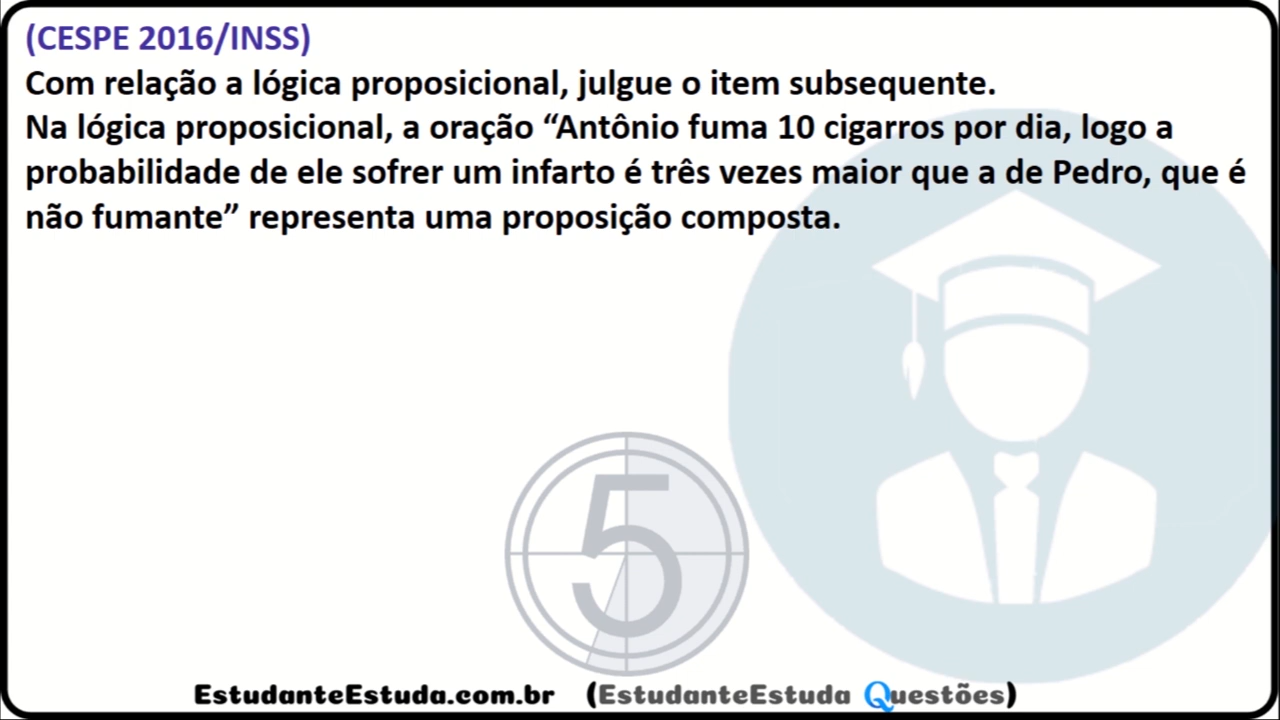 (CESPE 2016/INSS)
Com relação a lógica proposicional, julgue o item subsequente.
Na lógica proposicional, a oração “Antônio fuma 10 cigarros por dia, logo a
probabilidade de ele sofrer um infarto é três vezes maior que a de Pedro, que é
não fumante” representa uma proposição composta.
5
EstudanteEstuda.com.br (EstudanteEstuda Questões)